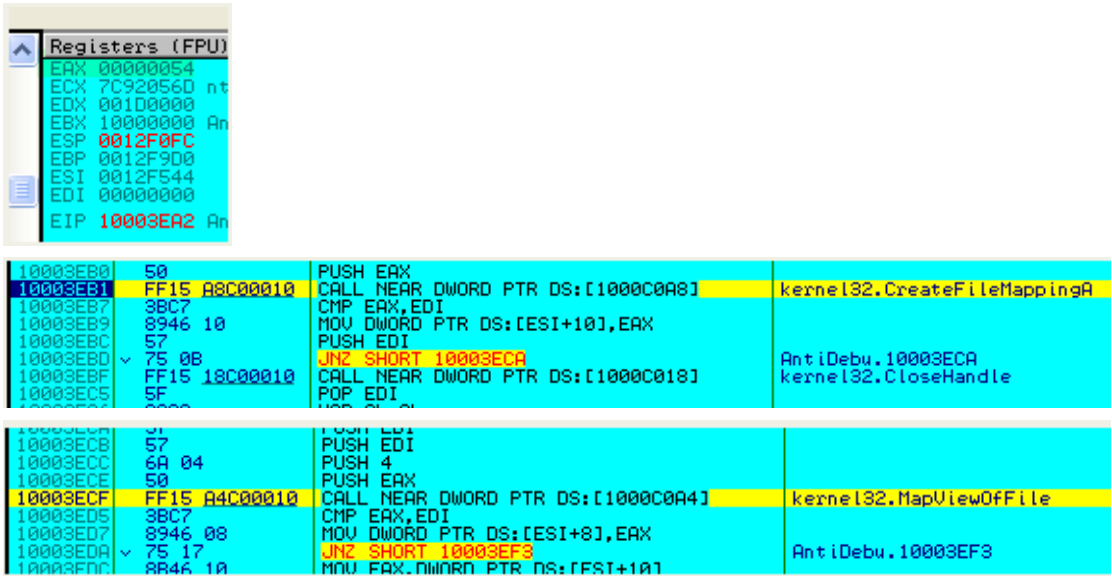 Registers (FPU)
EAX 00000054
ECX 7C92056D nt
EDX 001D0000
EBX 10000000 An
ESP 0012F0FC
EBP 0012F9D0
ESI 0012F544
EDI 00000000
EIP 10003EA2 An
10003EB0 50 PUSH EAX
10003EB1 FF15 A8C00010 CALL NEAR DWORD PTR DS:[1000C0A8] kernel32.CreateFileMappingA
10003EB7 3BC7 CMP EAX,EDI
10003EB9 8946 10 MOV DWORD PTR DS:[ESI+10],EAX
10003EBC 57 PUSH EDI
10003EBD 75 0B JNZ SHORT 10003ECA AntiDebu.10003ECA
10003EBF FF15 18C00010 CALL NEAR DWORD PTR DS:[1000C018] kernel32.CloseHandle
10003EC5 5F POP EDI
10003ECB 57 PUSH EDI
10003ECC 6A 04 PUSH 4
10003ECE 50 PUSH EAX
10003ECF FF15 A4C00010 CALL NEAR DWORD PTR DS:[1000C0A4] kernel32.MapViewOfFile
10003ED5 3BC7 CMP EAX,EDI
10003ED7 8946 08 MOV DWORD PTR DS:[ESI+8],EAX
10003EDA 75 17 JNZ SHORT 10003EF3 AntiDebu.10003EF3
10003EDC 8B46 10 MOV EAX,DWORD PTR DS:[ESI+10]